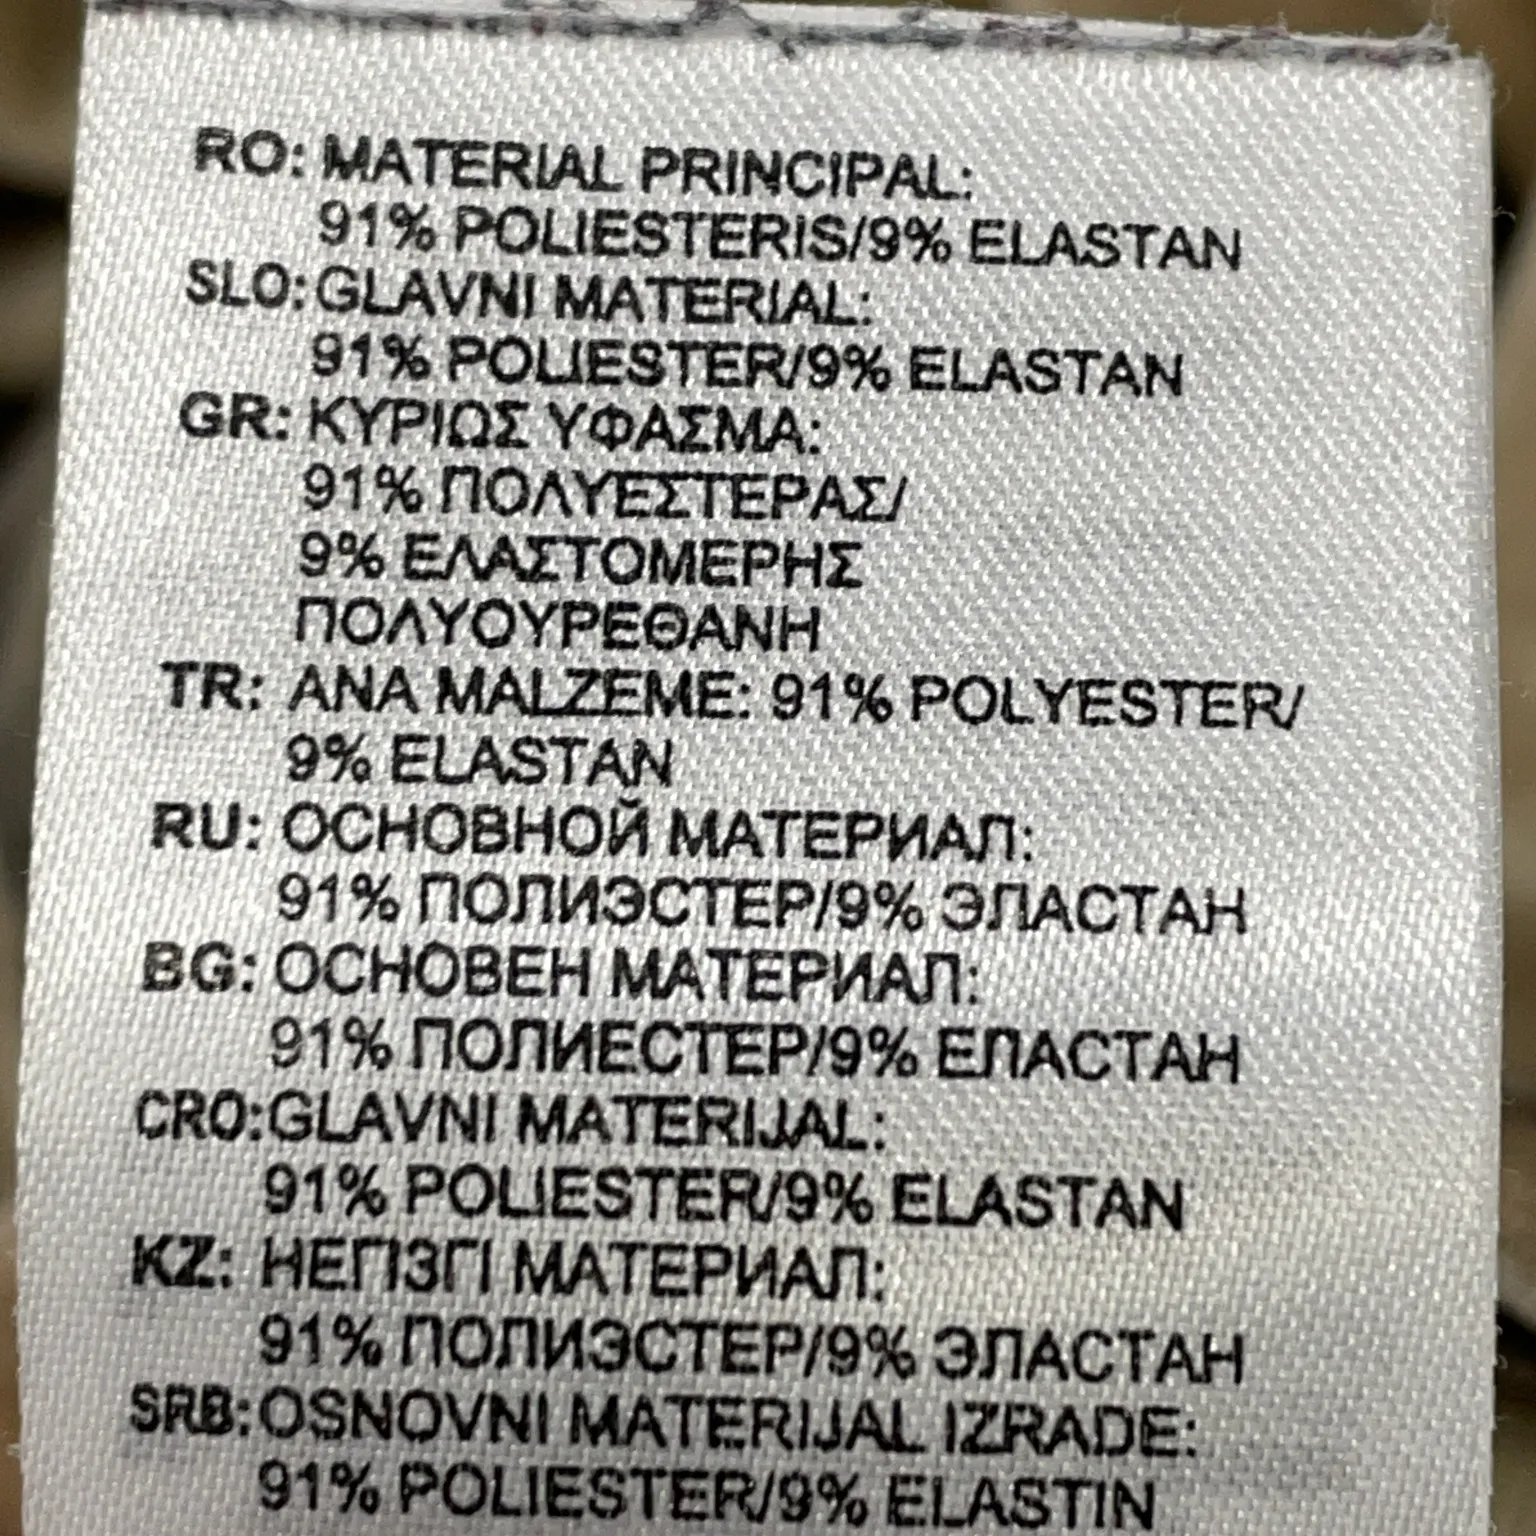 RO: MATERIAL PRINCIPAL:
91% POLIESTERIS/9% ELASTAN
SLO: GLAVNI MATERIAL:
91% POLIESTER/9% ELASTAN
GR: ΚΥΡΙΩΣ ΥΦΑΣΜΑ:
91% ΠΟΛΥΕΣΤΕΡΑΣ/
9% ΕΛΑΣΤΟΜΕΡΗΣ
ΠΟΛΥΟΥΡΕΘΑΝΗ
TR: ANA MALZEME: 91% POLYESTER/
9% ELASTAN
RU: ОСНОВНОЙ МАТЕРИАЛ:
91% ПОЛИЭСТЕР/9% ЭЛАСТАН
BG: ОСНОВЕН МАТЕРИАЛ:
91% ПОЛИЕСТЕР/9% ЕЛАСТАН
CRO: GLAVNI MATERIJAL:
91% POLIESTER/9% ELASTAN
KZ: НЕГІЗГІ МАТЕРИАЛ:
91% ПОЛИЭСТЕР/9% ЭЛАСТАН
SRB: OSNOVNI MATERIJAL IZRADE:
91% POLIESTER/9% ELASTIN